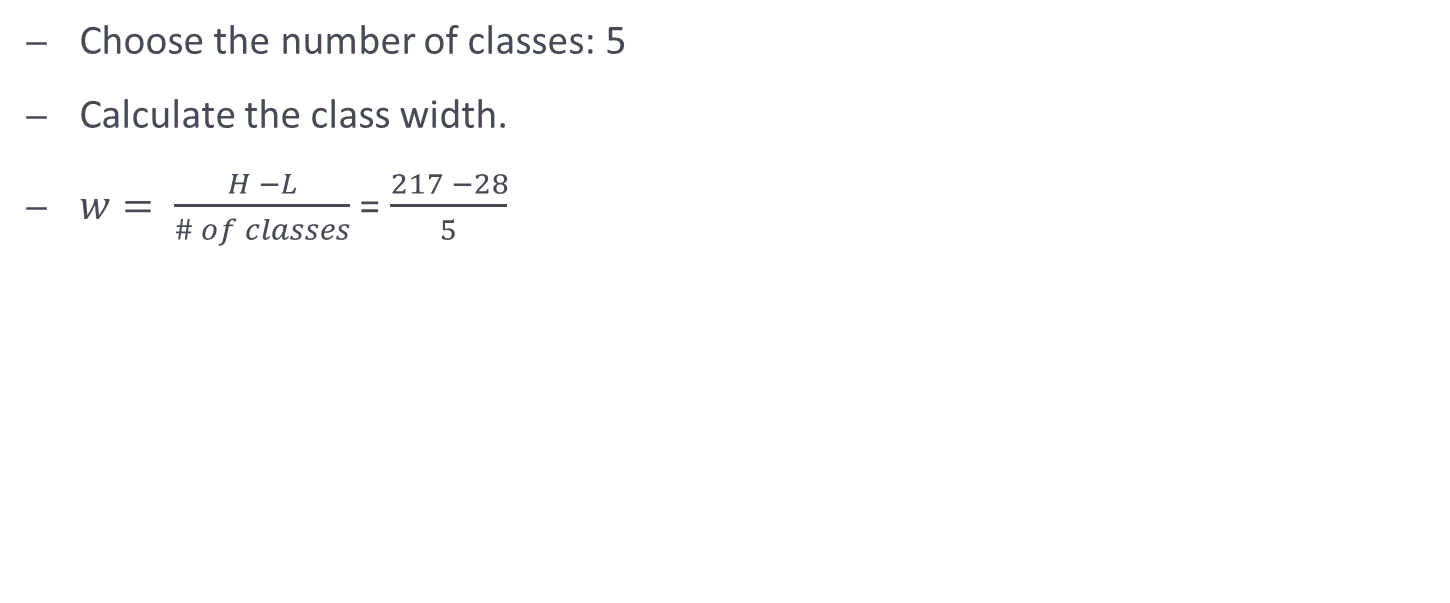 – Choose the number of classes: 5
– Calculate the class width.
– w = H – L / # of classes = 217 – 28 / 5